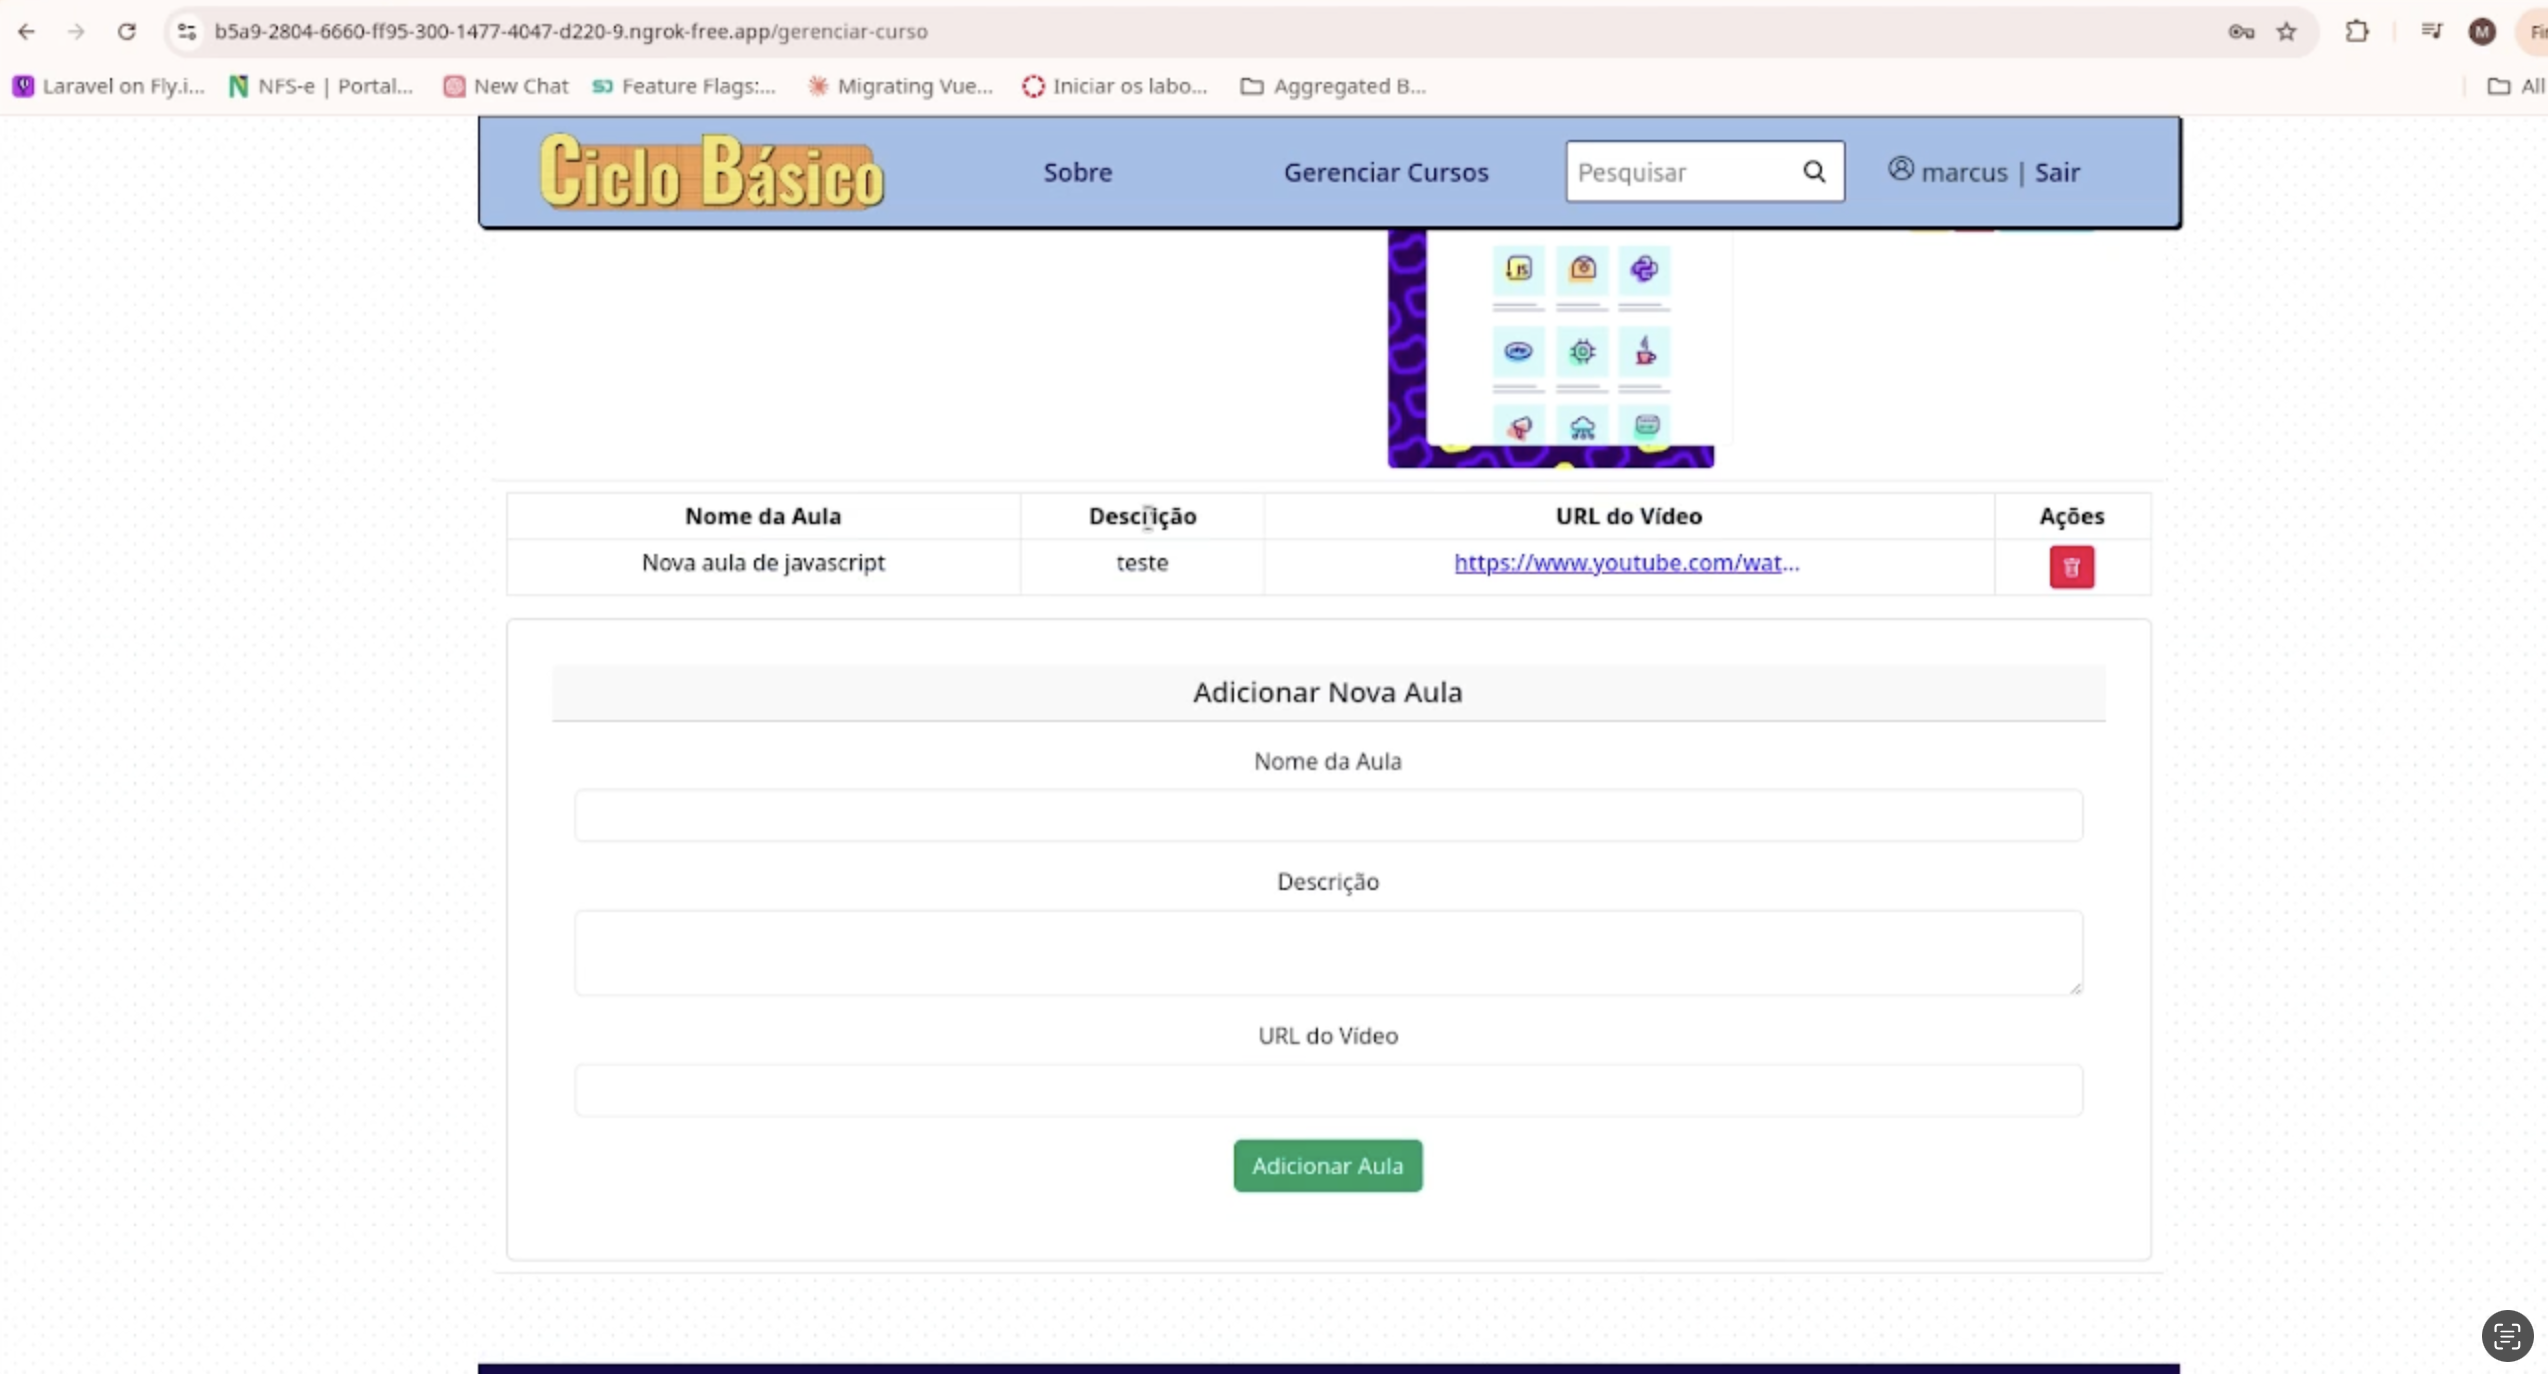 b5a9-2804-6660-ff95-300-1477-4047-d220-9.ngrok-free.app/gerenciar-curso M
Laravel on Fly.i... NFS-e | Portal... New Chat Feature Flags:... Migrating Vue... Iniciar os labo... Aggregated B... All
Ciclo Básico Sobre Gerenciar Cursos Pesquisar marcus | Sair
JS
Nome da Aula Descrição URL do Vídeo Ações
Nova aula de javascript teste https://www.youtube.com/wat...
Adicionar Nova Aula
Nome da Aula
Descrição
URL do Vídeo
Adicionar Aula